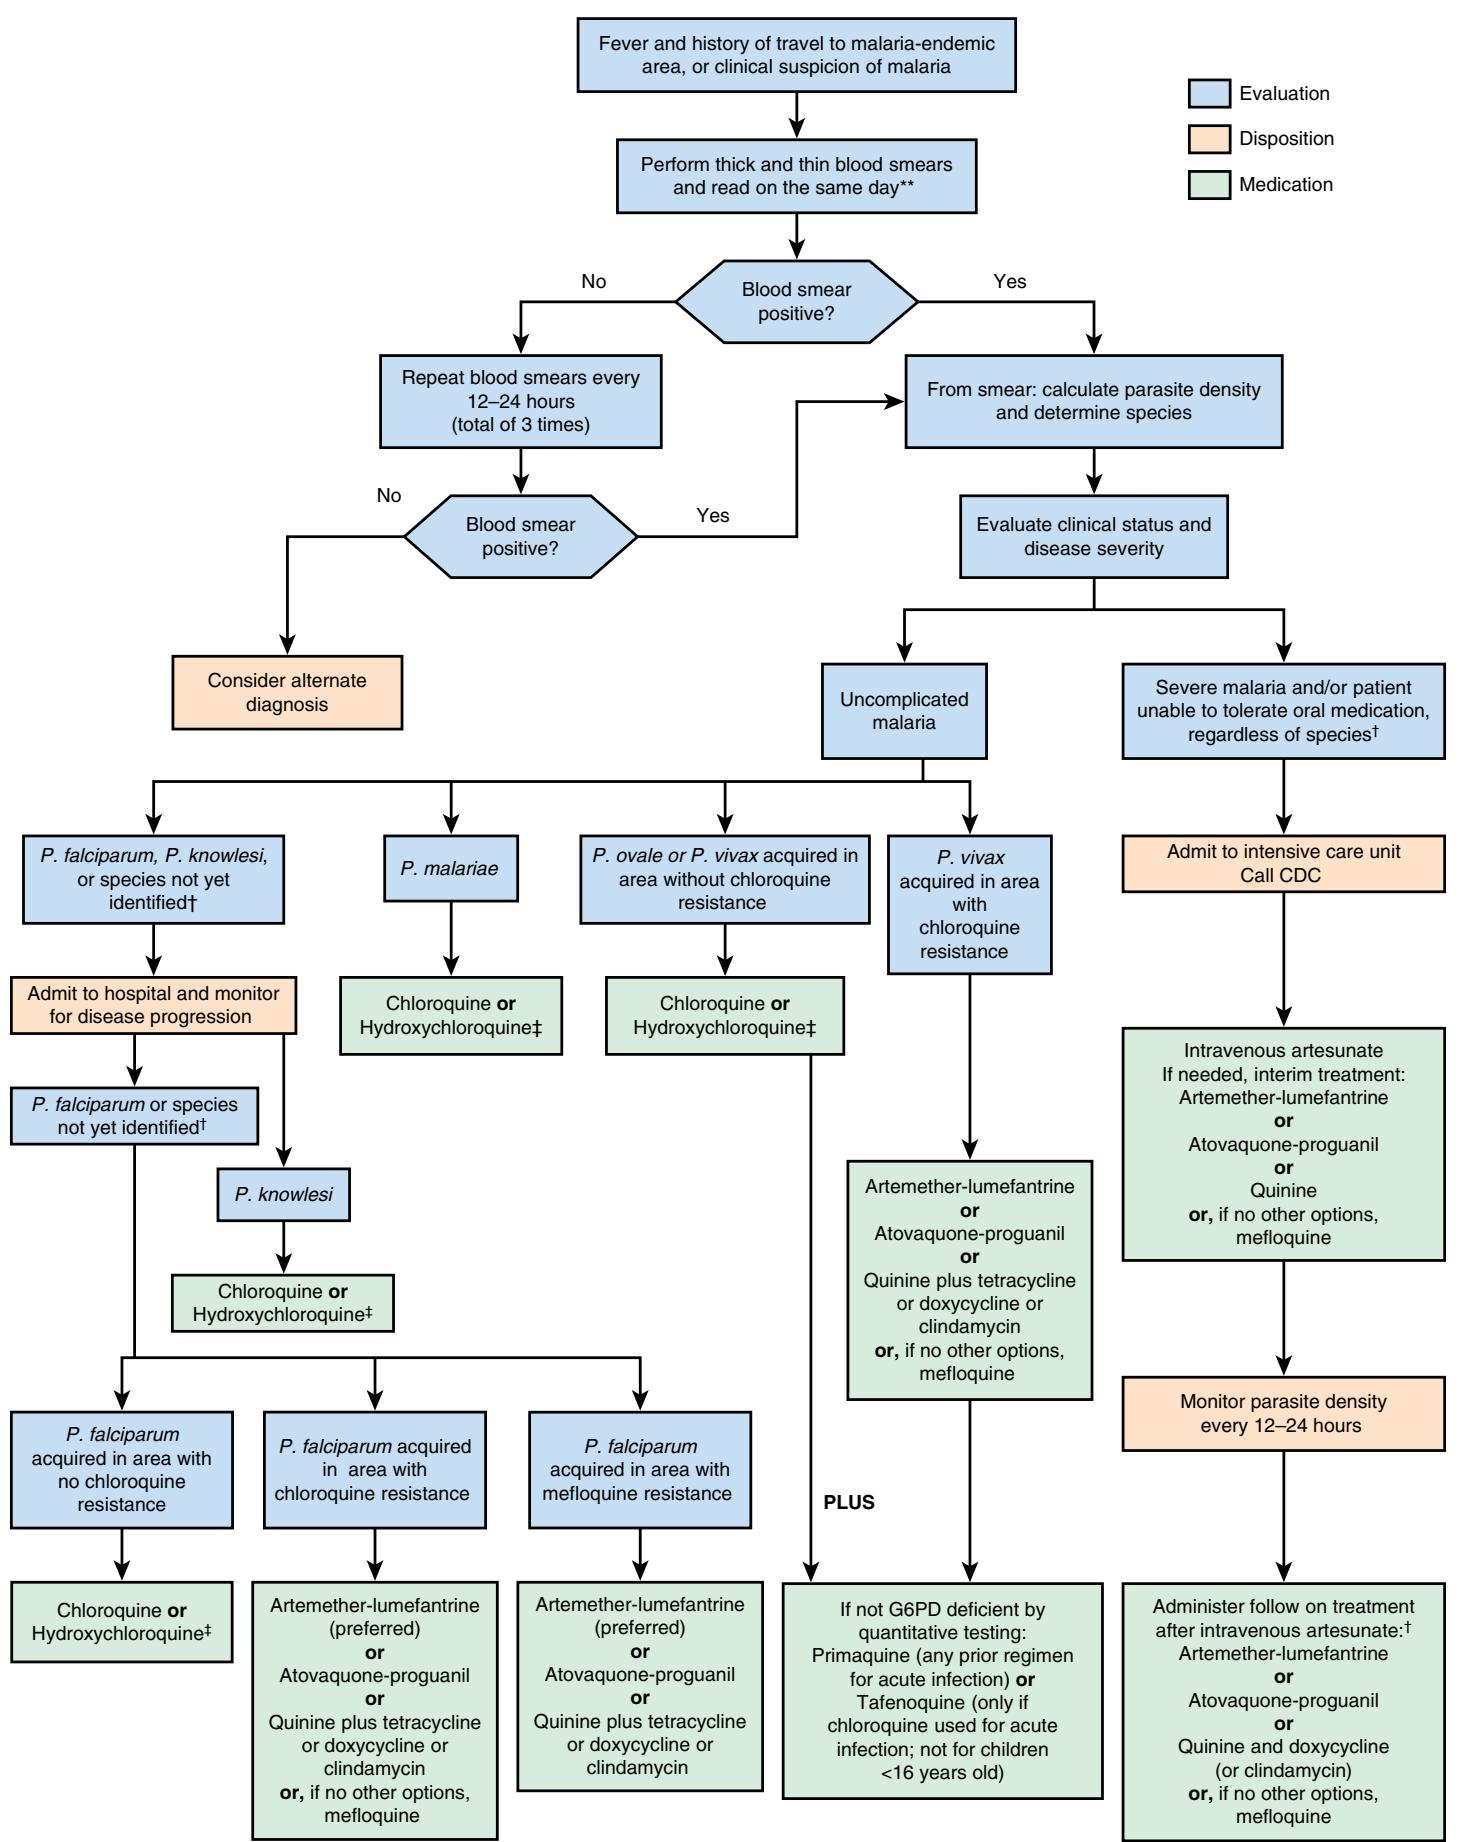 Fever and history of travel to malaria-endemic
area, or clinical suspicion of malaria
Evaluation
Disposition
Medication
Perform thick and thin blood smears
and read on the same day**
Blood smear
positive?
No
Yes
Repeat blood smears every
12–24 hours
(total of 3 times)
From smear: calculate parasite density
and determine species
Blood smear
positive?
No
Yes
Evaluate clinical status and
disease severity
Consider alternate
diagnosis
Uncomplicated
malaria
Severe malaria and/or patient
unable to tolerate oral medication,
regardless of species†
P. falciparum, P. knowlesi,
or species not yet
identified†
P. malariae
P. ovale or P. vivax acquired in
area without chloroquine
resistance
P. vivax
acquired in area
with
chloroquine
resistance
Admit to intensive care unit
Call CDC
Admit to hospital and monitor
for disease progression
Chloroquine or
Hydroxychloroquine‡
Chloroquine or
Hydroxychloroquine‡
Intravenous artesunate
If needed, interim treatment:
Artemether-lumefantrine
or
Atovaquone-proguanil
or
Quinine
or, if no other options,
mefloquine
P. falciparum or species
not yet identified†
P. knowlesi
Chloroquine or
Hydroxychloroquine‡
Artemether-lumefantrine
or
Atovaquone-proguanil
or
Quinine plus tetracycline
or doxycycline or
clindamycin
or, if no other options,
mefloquine
Monitor parasite density
every 12–24 hours
P. falciparum
acquired in area with
no chloroquine
resistance
P. falciparum acquired
in area with
chloroquine resistance
P. falciparum
acquired in area with
mefloquine resistance
PLUS
Chloroquine or
Hydroxychloroquine‡
Artemether-lumefantrine
(preferred)
or
Atovaquone-proguanil
or
Quinine plus tetracycline
or doxycycline or
clindamycin
or, if no other options,
mefloquine
Artemether-lumefantrine
(preferred)
or
Atovaquone-proguanil
or
Quinine plus tetracycline
or doxycycline or
clindamycin
If not G6PD deficient by
quantitative testing:
Primaquine (any prior regimen
for acute infection) or
Tafenoquine (only if
chloroquine used for acute
infection; not for children
<16 years old)
Administer follow on treatment
after intravenous artesunate:†
Artemether-lumefantrine
or
Atovaquone-proguanil
or
Quinine and doxycycline
(or clindamycin)
or, if no other options,
mefloquine